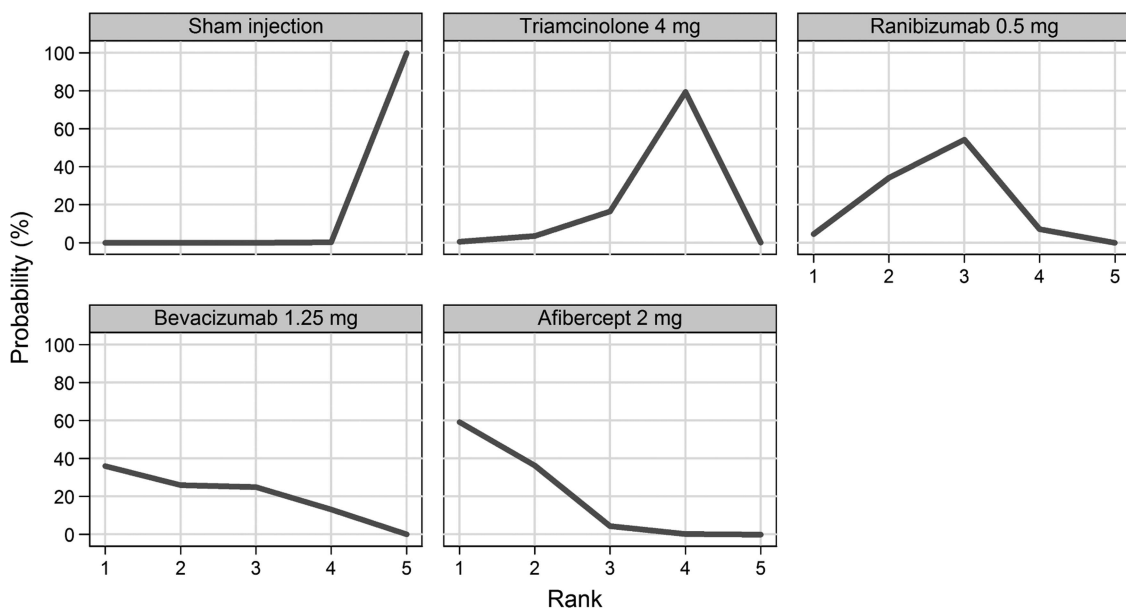 Sham injection
Triamcinolone 4 mg
Ranibizumab 0.5 mg
100
80
60
40
20
0
1 2 3 4 5
Probability (%)
Bevacizumab 1.25 mg
Afibercept 2 mg
100
80
60
40
20
0
1 2 3 4 5
1 2 3 4 5
Rank